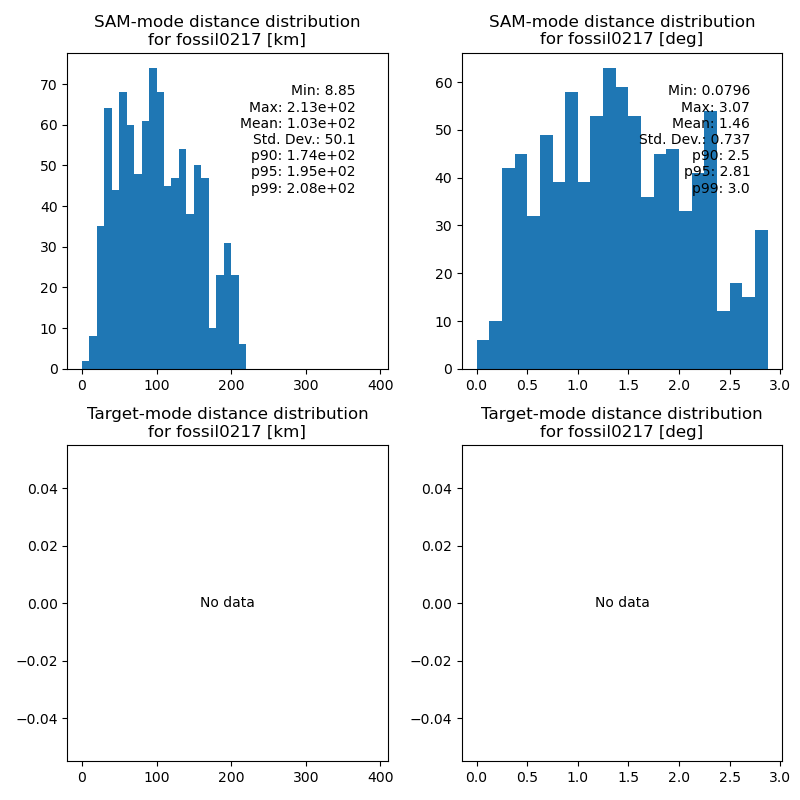 SAM-mode distance distribution
for fossil0217 [km]
70
60
50
40
30
20
10
0
0 100 200 300 400
Min: 8.85
Max: 2.13e+02
Mean: 1.03e+02
Std. Dev.: 50.1
p90: 1.74e+02
p95: 1.95e+02
p99: 2.08e+02
SAM-mode distance distribution
for fossil0217 [deg]
60
50
40
30
20
10
0
0.0 0.5 1.0 1.5 2.0 2.5 3.0
Min: 0.0796
Max: 3.07
Mean: 1.46
Std. Dev.: 0.737
p90: 2.5
p95: 2.81
p99: 3.0
Target-mode distance distribution
for fossil0217 [km]
0.04
0.02
0.00
−0.02
−0.04
No data
0 100 200 300 400
Target-mode distance distribution
for fossil0217 [deg]
0.04
0.02
0.00
−0.02
−0.04
No data
0.0 0.5 1.0 1.5 2.0 2.5 3.0